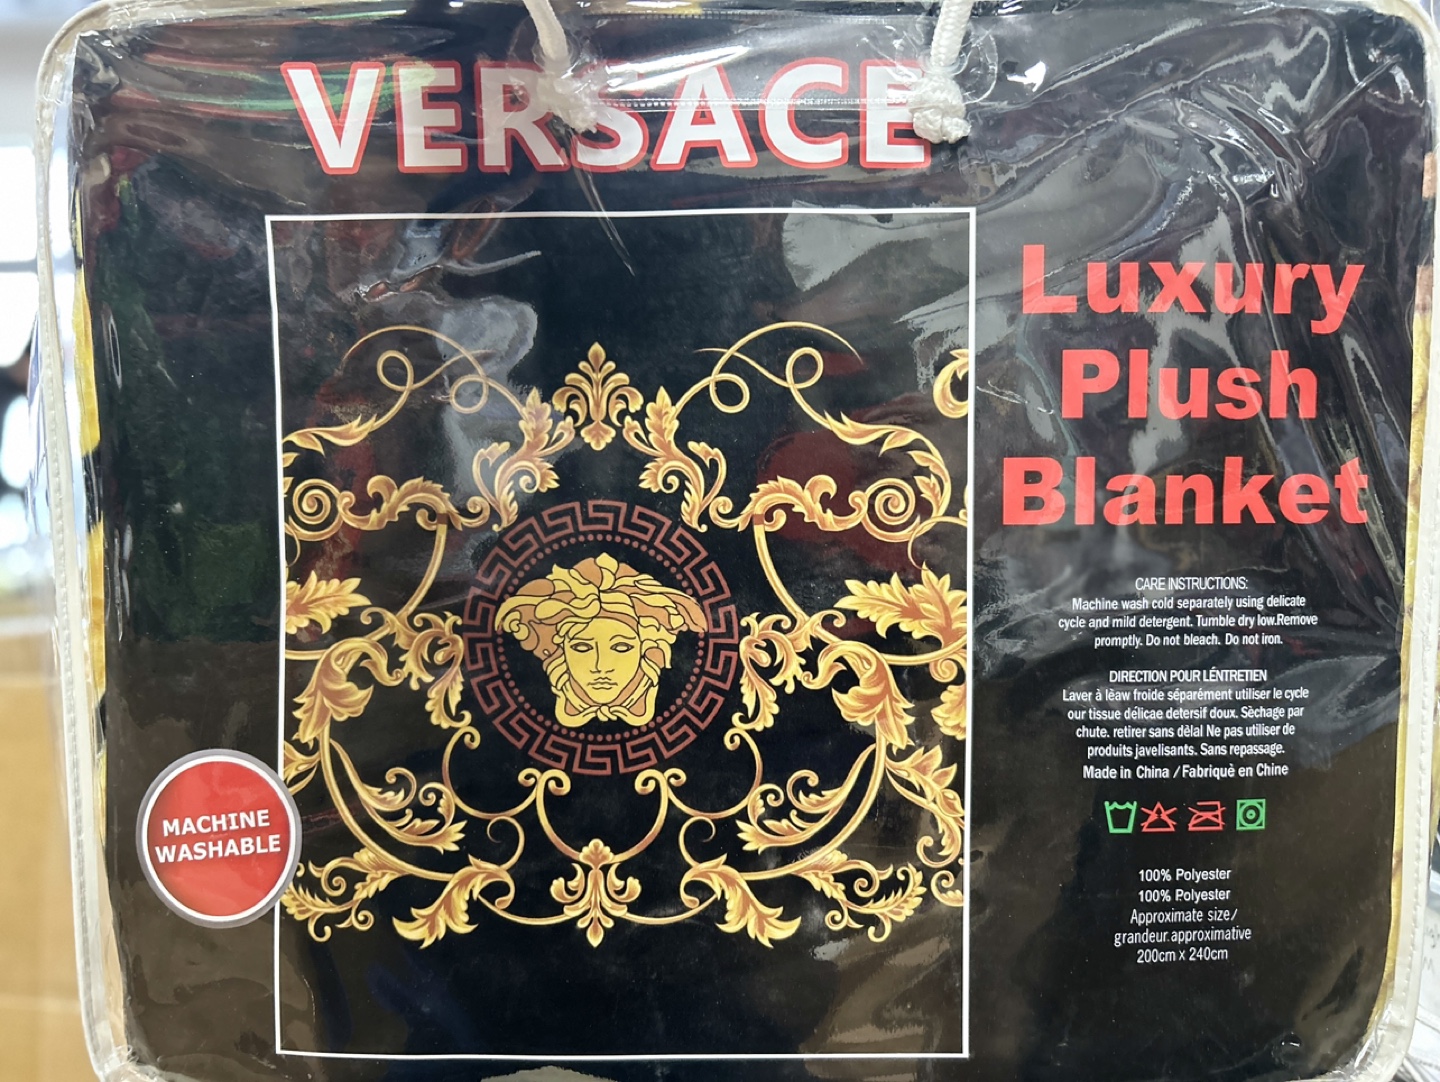 VERSACE
Luxury
Plush
Blanket
CARE INSTRUCTIONS:
Machine wash cold separately using delicate
cycle and mild detergent. Tumble dry low.Remove
promptly. Do not bleach. Do not iron.
DIRECTION POUR LÉNTRETIEN
Laver à lèaw froide séparément utiliser le cycle
our tissue délicae detersif doux. Sèchage par
chute. retirer sans dèlal Ne pas utiliser de
produits javelisants. Sans repassage.
Made in China / Fabriquè en Chine
MACHINE
WASHABLE
100% Polyester
100% Polyester
Approximate size/
grandeur.approximative
200cm x 240cm